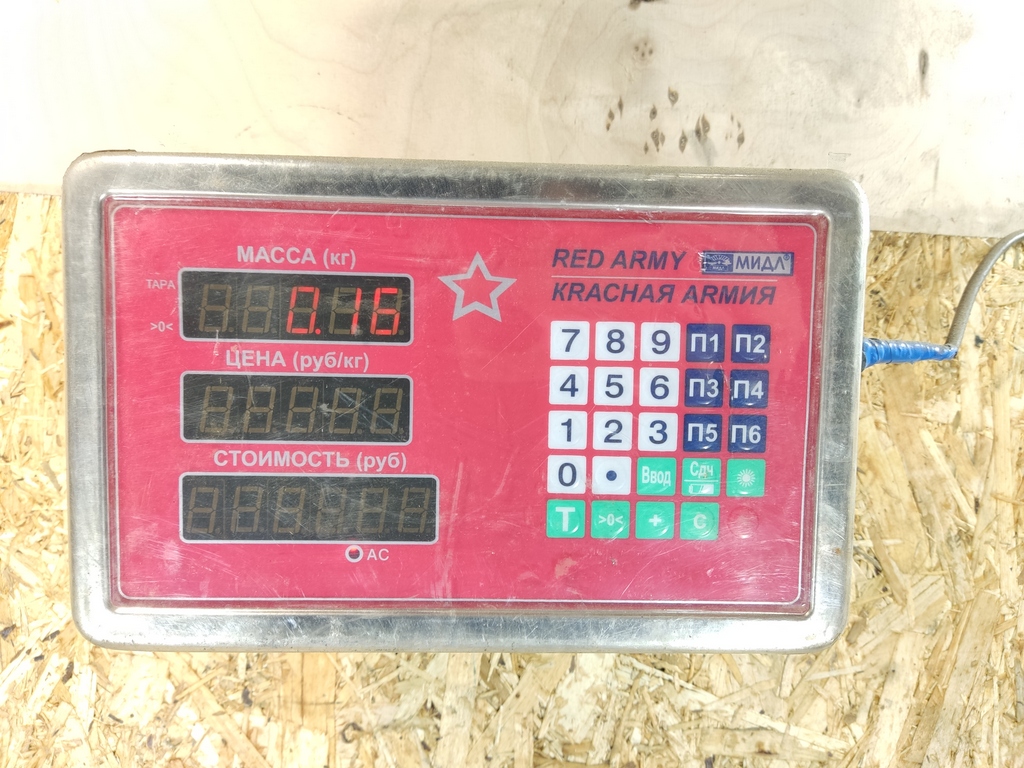 МАССА (кг)
ТАРА
>0<
0.16
ЦЕНА (руб/кг)
СТОИМОСТЬ (руб)
АС
RED ARMY МИДЛ®
КRАСНАЯ АRМИЯ
7 8 9 П1 П2
4 5 6 П3 П4
1 2 3 П5 П6
0 . Ввод Сдч
Т >0< + С